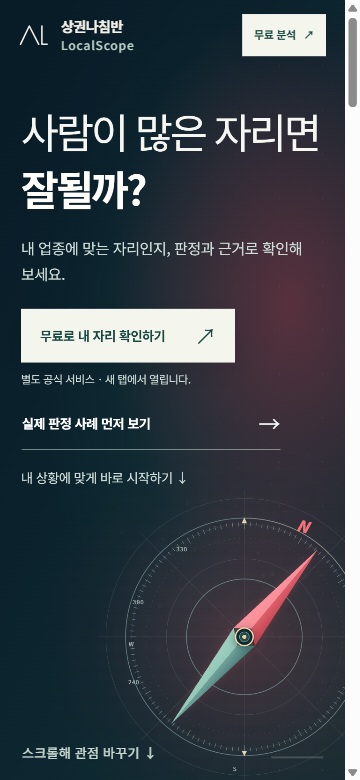 상권나침반
LocalScope
무료 분석 ↗
사람이 많은 자리면
잘될까?
내 업종에 맞는 자리인지, 판정과 근거로 확인해
보세요.
무료로 내 자리 확인하기 ↗
별도 공식 서비스 · 새 탭에서 열립니다.
실제 판정 사례 먼저 보기 →
내 상황에 맞게 바로 시작하기 ↓
N
330
300
W
240
S
스크롤해 관점 바꾸기 ↓